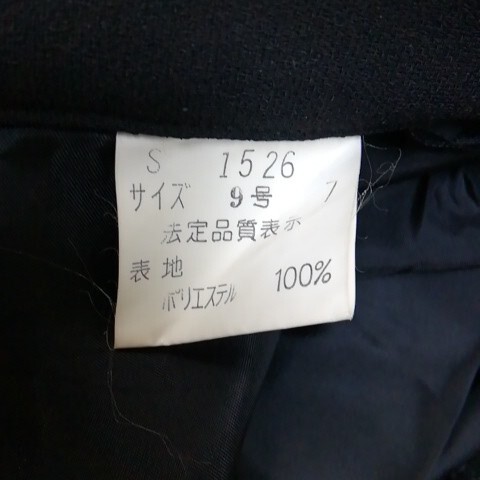 S 1526
サイズ 9号 7
法定品質表示
表地
ポリエステル 100%